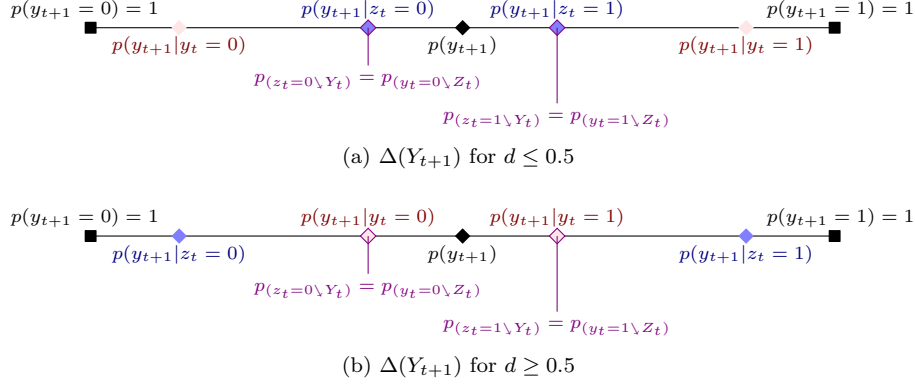 p(y_{t+1} = 0) = 1 p(y_{t+1}|z_t = 0) p(y_{t+1}|z_t = 1) p(y_{t+1} = 1) = 1
p(y_{t+1}|y_t = 0) p(y_{t+1}) p(y_{t+1}|y_t = 1)
p_{(z_t=0↘Y_t)} = p_{(y_t=0↘Z_t)}
p_{(z_t=1↘Y_t)} = p_{(y_t=1↘Z_t)}
(a) Δ(Y_{t+1}) for d ≤ 0.5
p(y_{t+1} = 0) = 1 p(y_{t+1}|y_t = 0) p(y_{t+1}|y_t = 1) p(y_{t+1} = 1) = 1
p(y_{t+1}|z_t = 0) p(y_{t+1}) p(y_{t+1}|z_t = 1)
p_{(z_t=0↘Y_t)} = p_{(y_t=0↘Z_t)}
p_{(z_t=1↘Y_t)} = p_{(y_t=1↘Z_t)}
(b) Δ(Y_{t+1}) for d ≥ 0.5